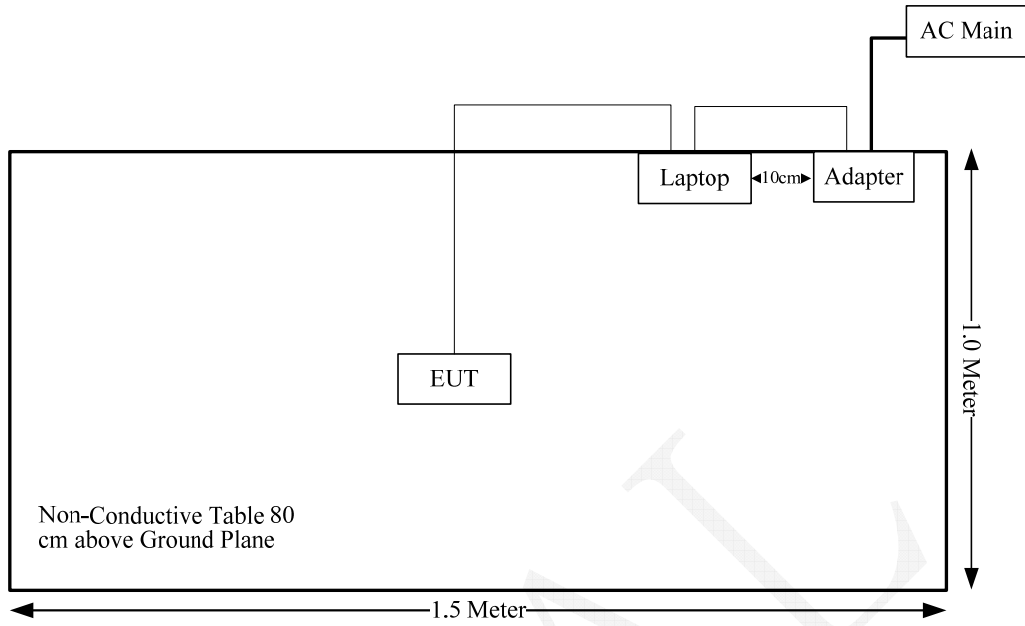 AC Main
Laptop
10cm
Adapter
EUT
1.0 Meter
Non-Conductive Table 80
cm above Ground Plane
1.5 Meter